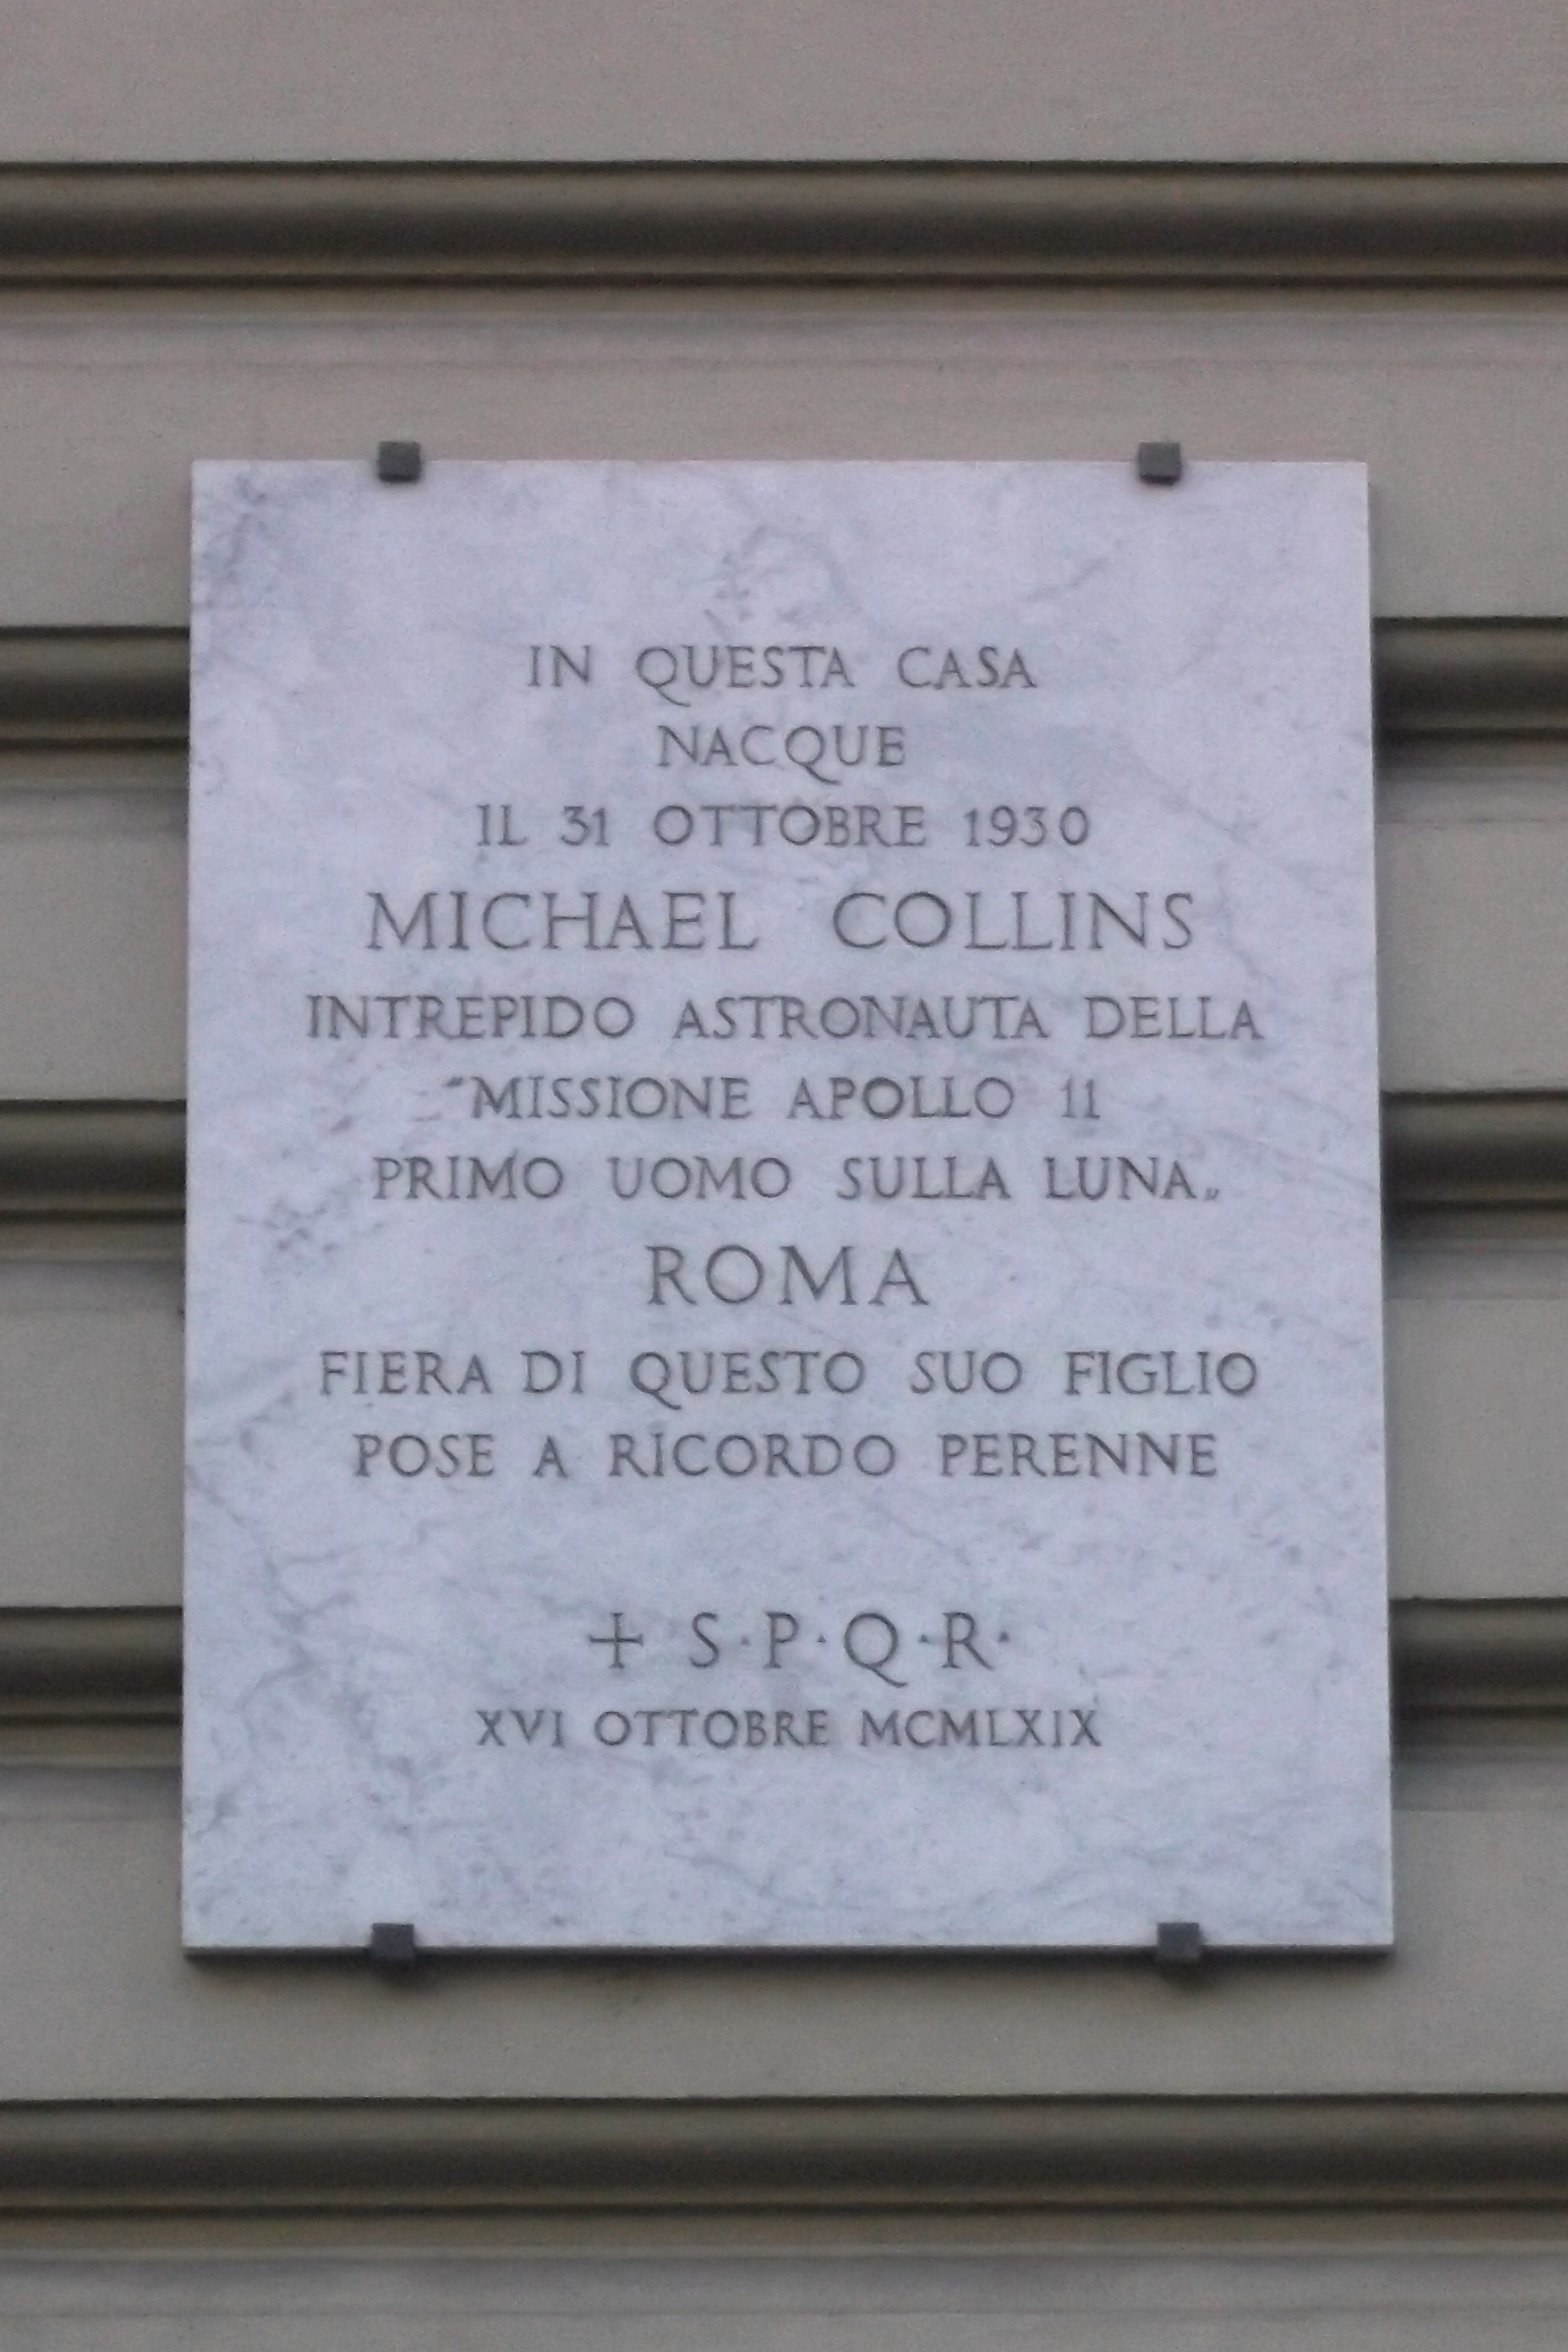 IN QUESTA CASA
NACQUE
IL 31 OTTOBRE 1930
MICHAEL COLLINS
INTREPIDO ASTRONAUTA DELLA
"MISSIONE APOLLO 11
PRIMO UOMO SULLA LUNA„
ROMA
FIERA DI QUESTO SUO FIGLIO
POSE A RICORDO PERENNE
+ S·P·Q·R·
XVI OTTOBRE MCMLXIX